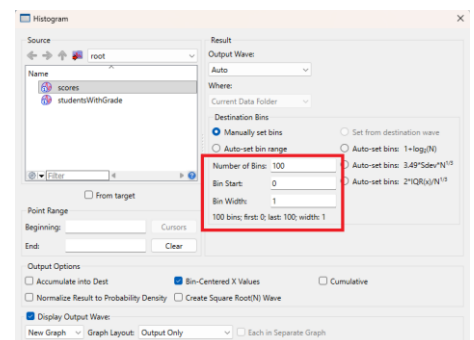 Histogram
Source
root
Name
scores
studentsWithGrade
Filter
From target
Point Range
Beginning:
Cursors
End:
Clear
Result
Output Wave:
Auto
Where:
Current Data Folder
Destination Bins
Manually set bins
Set from destination wave
Auto-set bin range
Auto-set bins: 1+log2(N)
Number of Bins: 100
Auto-set bins: 3.49*Sdev*N^1/3
Bin Start: 0
Auto-set bins: 2*IQR(x)/N^1/3
Bin Width: 1
100 bins; first: 0; last: 100; width: 1
Output Options
Accumulate into Dest
Bin-Centered X Values
Cumulative
Normalize Result to Probability Density
Create Square Root(N) Wave
Display Output Wave:
New Graph
Graph Layout:
Output Only
Each in Separate Graph